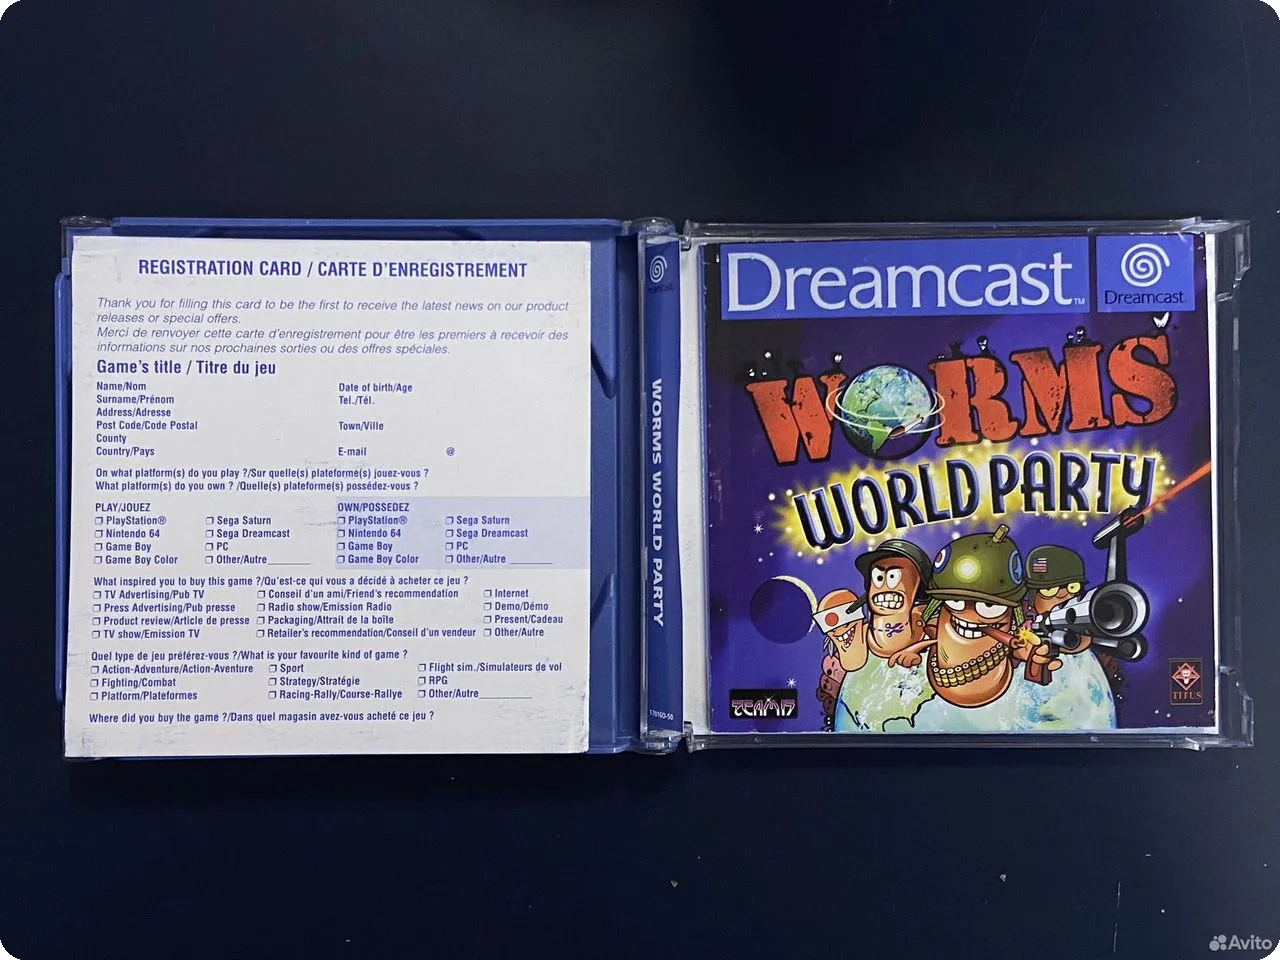 REGISTRATION CARD / CARTE D'ENREGISTREMENT
Thank you for filling this card to be the first to receive the latest news on our product
releases or special offers.
Merci de renvoyer cette carte d'enregistrement pour être les premiers à recevoir des
informations sur nos prochaines sorties ou des offres spéciales.
Game's title / Titre du jeu
Name/Nom
Date of birth/Age
Surname/Prénom
Tel./Tél.
Address/Adresse
Post Code/Code Postal
Town/Ville
County
Country/Pays
E-mail @
On what platform(s) do you play ?/Sur quelle(s) plateforme(s) jouez-vous ?
What platform(s) do you own ? /Quelle(s) plateforme(s) possédez-vous ?
PLAY/JOUEZ
OWN/POSSEDEZ
PlayStation® Sega Saturn PlayStation® Sega Saturn
Nintendo 64 Sega Dreamcast Nintendo 64 Sega Dreamcast
Game Boy PC Game Boy PC
Game Boy Color Other/Autre Game Boy Color Other/Autre
What inspired you to buy this game ?/Qu'est-ce qui vous a décidé à acheter ce jeu ?
TV Advertising/Pub TV Conseil d'un ami/Friend's recommendation Internet
Press Advertising/Pub presse Radio show/Emission Radio Demo/Démo
Product review/Article de presse Packaging/Attrait de la boîte Present/Cadeau
TV show/Emission TV Retailer's recommendation/Conseil d'un vendeur Other/Autre
Quel type de jeu préférez-vous ?/What is your favourite kind of game ?
Action-Adventure/Action-Aventure Sport Flight sim./Simulateurs de vol
Fighting/Combat Strategy/Stratégie RPG
Platform/Plateformes Racing-Rally/Course-Rallye Other/Autre
Where did you buy the game ?/Dans quel magasin avez-vous acheté ce jeu ?
Dreamcast
WORMS WORLD PARTY
T7016D-50
Dreamcast™
Dreamcast
WORMS
WORLD PARTY
TEAM17
TITUS
Avito